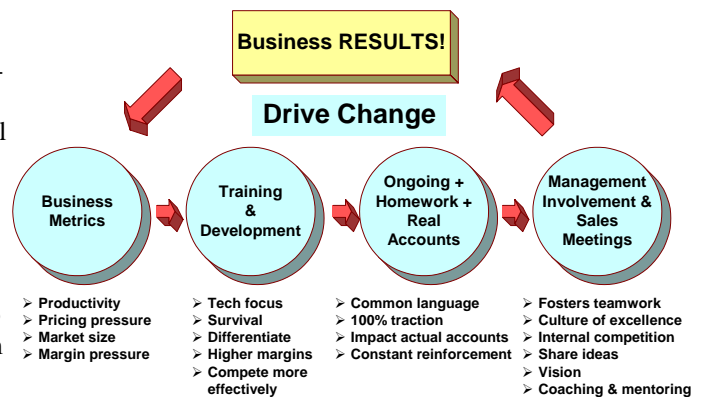 Business RESULTS!
Drive Change
Business
Metrics
Training
&
Development
Ongoing +
Homework +
Real
Accounts
Management
Involvement &
Sales
Meetings
➢ Productivity
➢ Pricing pressure
➢ Market size
➢ Margin pressure
➢ Tech focus
➢ Survival
➢ Differentiate
➢ Higher margins
➢ Compete more
effectively
➢ Common language
➢ 100% traction
➢ Impact actual accounts
➢ Constant reinforcement
➢ Fosters teamwork
➢ Culture of excellence
➢ Internal competition
➢ Share ideas
➢ Vision
➢ Coaching & mentoring